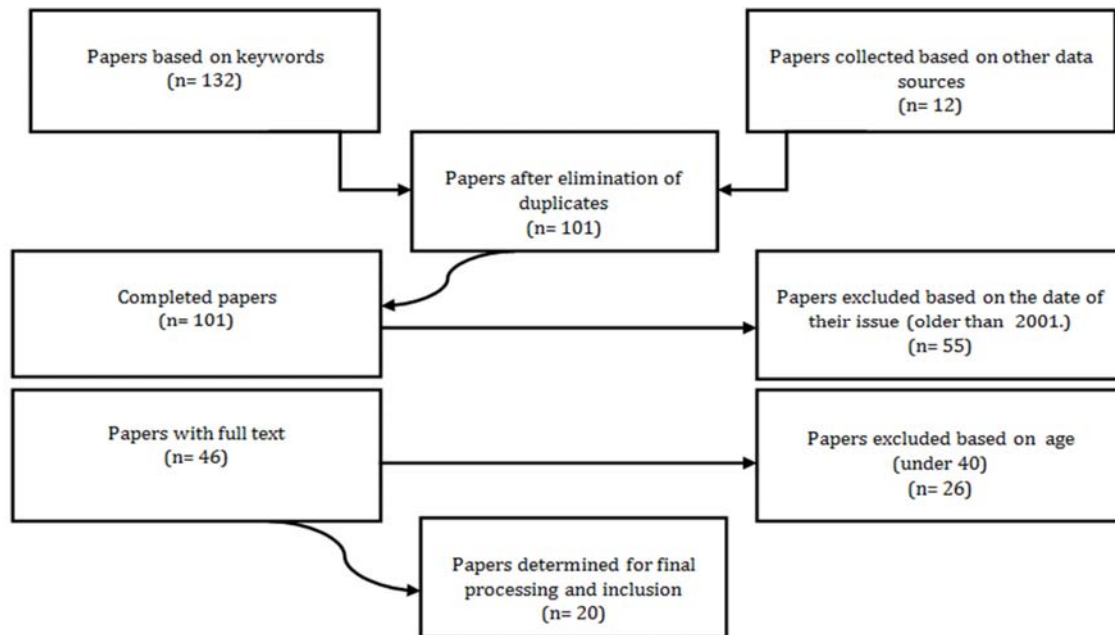 Papers based on keywords
(n= 132)
Papers collected based on other data
sources
(n= 12)
Papers after elimination of
duplicates
(n= 101)
Completed papers
(n= 101)
Papers excluded based on the date of
their issue (older than 2001.)
(n= 55)
Papers with full text
(n= 46)
Papers excluded based on age
(under 40)
(n= 26)
Papers determined for final
processing and inclusion
(n= 20)